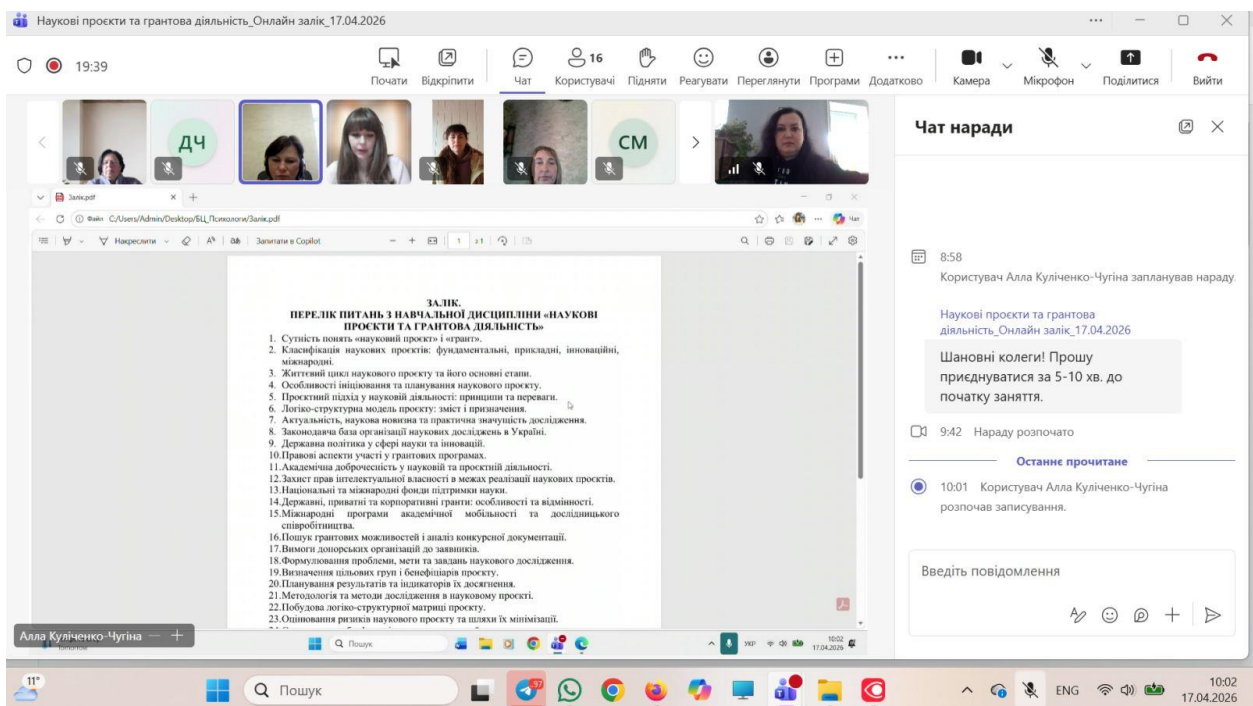 Наукові проєкти та грантова діяльність_Онлайн залік_17.04.2026
19:39
Почати
Відкріпити
Чат
16
Користувачі
Підняти
Реагувати
Переглянути
Програми
Додатково
Камера
Мікрофон
Поділитися
Вийти
ДЧ
СМ
Залік.pdf
Файл C:/Users/Admin/Desktop/БЦ_Психологи/Залік.pdf
Чат
Накреслити
Запитати в Copilot
1
з 1
ЗАЛІК.
ПЕРЕЛІК ПИТАНЬ З НАВЧАЛЬНОЇ ДИСЦИПЛІНИ «НАУКОВІ
ПРОЄКТИ ТА ГРАНТОВА ДІЯЛЬНІСТЬ»
1. Сутність понять «науковий проєкт» і «грант».
2. Класифікація наукових проєктів: фундаментальні, прикладні, інноваційні,
міжнародні.
3. Життєвий цикл наукового проєкту та його основні етапи.
4. Особливості ініціювання та планування наукового проєкту.
5. Проєктний підхід у науковій діяльності: принципи та переваги.
6. Логіко-структурна модель проєкту: зміст і призначення.
7. Актуальність, наукова новизна та практична значущість дослідження.
8. Законодавча база організації наукових досліджень в Україні.
9. Державна політика у сфері науки та інновацій.
10.Правові аспекти участі у грантових програмах.
11.Академічна доброчесність у науковій та проєктній діяльності.
12.Захист прав інтелектуальної власності в межах реалізації наукових проєктів.
13.Національні та міжнародні фонди підтримки науки.
14.Державні, приватні та корпоративні гранти: особливості та відмінності.
15.Міжнародні програми академічної мобільності та дослідницького
співробітництва.
16.Пошук грантових можливостей і аналіз конкурсної документації.
17.Вимоги донорських організацій до заявників.
18.Формулювання проблеми, мети та завдань наукового дослідження.
19.Визначення цільових груп і бенефіціарів проєкту.
20.Планування результатів та індикаторів їх досягнення.
21.Методологія та методи дослідження в науковому проєкті.
22.Побудова логіко-структурної матриці проєкту.
23.Оцінювання ризиків наукового проєкту та шляхи їх мінімізації.
Алла Куліченко-Чугіна
Tomorrow
Пошук
УКР
10:02
17.04.2026
Чат наради
8:58
Користувач Алла Куліченко-Чугіна запланував нараду.
Наукові проєкти та грантова
діяльність_Онлайн залік_17.04.2026
Шановні колеги! Прошу
приєднуватися за 5-10 хв. до
початку заняття.
9:42 Нараду розпочато
Останнє прочитане
10:01 Користувач Алла Куліченко-Чугіна
розпочав записування.
Введіть повідомлення
11°
Пошук
97
ENG
10:02
17.04.2026